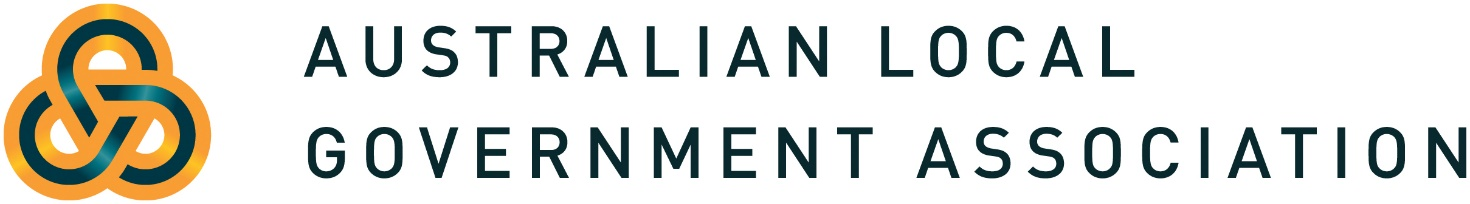 AUSTRALIAN LOCAL
GOVERNMENT ASSOCIATION